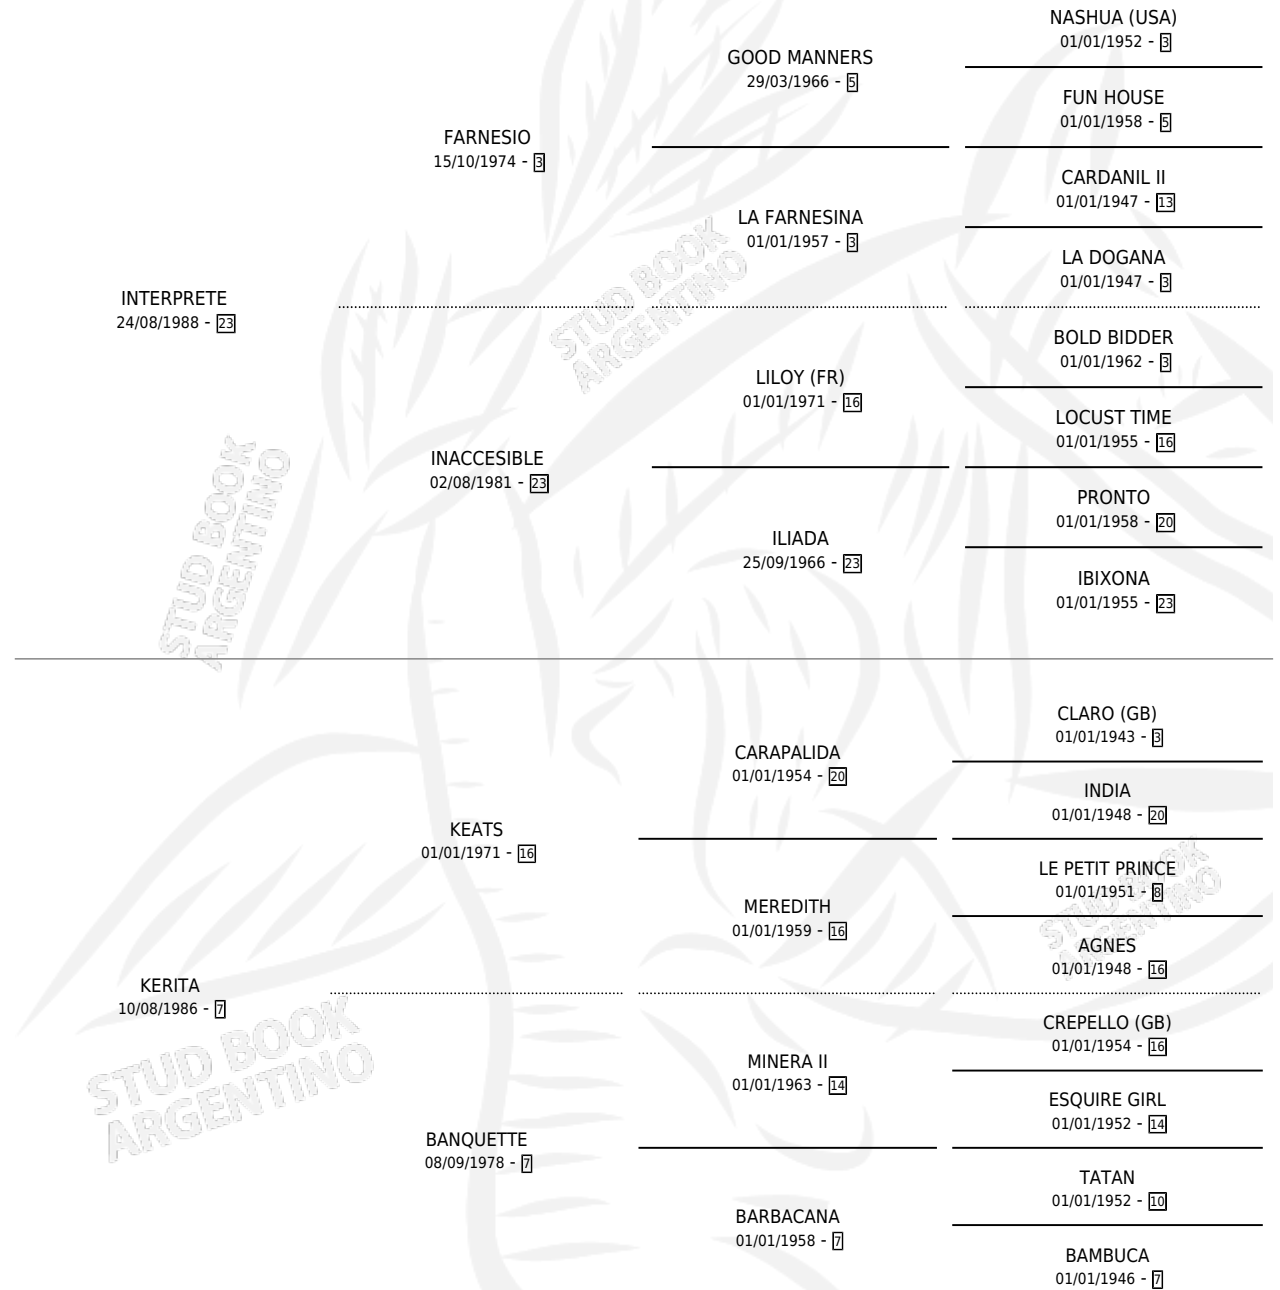 NASHUA (USA)
01/01/1952 - 3
GOOD MANNERS
29/03/1966 - 5
FUN HOUSE
01/01/1958 - 5
FARNESIO
15/10/1974 - 3
CARDANIL II
01/01/1947 - 13
LA FARNESINA
01/01/1957 - 3
LA DOGANA
01/01/1947 - 3
INTERPRETE
24/08/1988 - 23
BOLD BIDDER
01/01/1962 - 3
LILOY (FR)
01/01/1971 - 16
LOCUST TIME
01/01/1955 - 16
INACCESIBLE
02/08/1981 - 23
PRONTO
01/01/1958 - 20
ILIADA
25/09/1966 - 23
IBIXONA
01/01/1955 - 23
CLARO (GB)
01/01/1943 - 3
CARAPALIDA
01/01/1954 - 20
INDIA
01/01/1948 - 20
KEATS
01/01/1971 - 16
LE PETIT PRINCE
01/01/1951 - 8
MEREDITH
01/01/1959 - 16
AGNES
01/01/1948 - 16
KERITA
10/08/1986 - 7
CREPELLO (GB)
01/01/1954 - 16
MINERA II
01/01/1963 - 14
ESQUIRE GIRL
01/01/1952 - 14
BANQUETTE
08/09/1978 - 7
TATAN
01/01/1952 - 10
BARBACANA
01/01/1958 - 7
BAMBUCA
01/01/1946 - 7
STUD BOOK
ARGENTINO
STUD BOOK
ARGENTINO
STUD BOOK
ARGENTINO
STUD BOOK
ARGENTINO